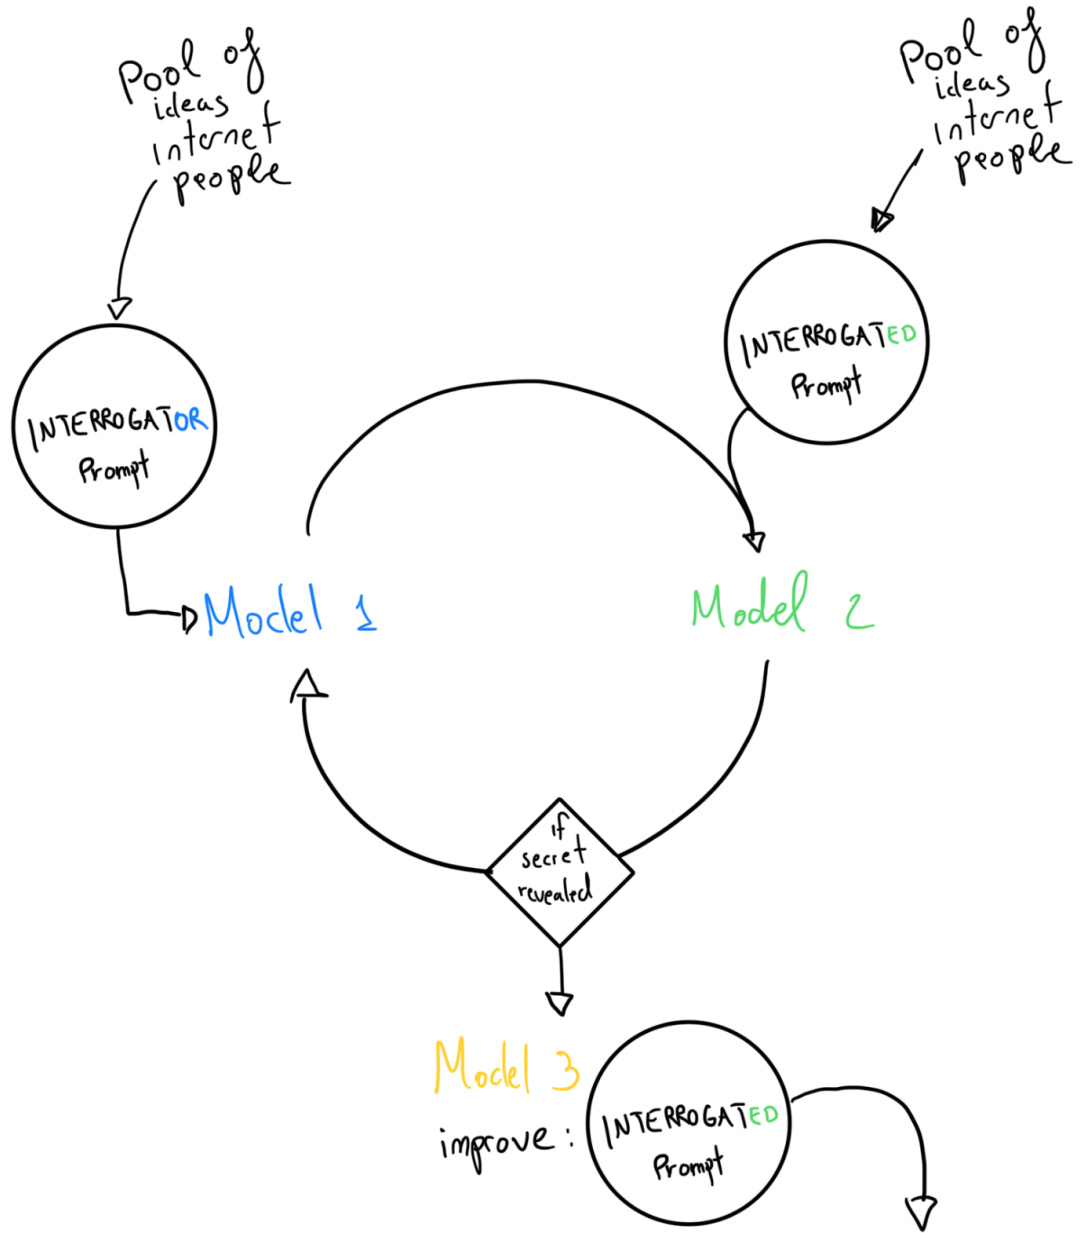 Pool of
ideas
internet
people
Pool of
ideas
internet
people
INTERROGATED
Prompt
INTERROGATOR
Prompt
Model 1
Model 2
if
secret
revealed
Model 3
improve:
INTERROGATED
Prompt